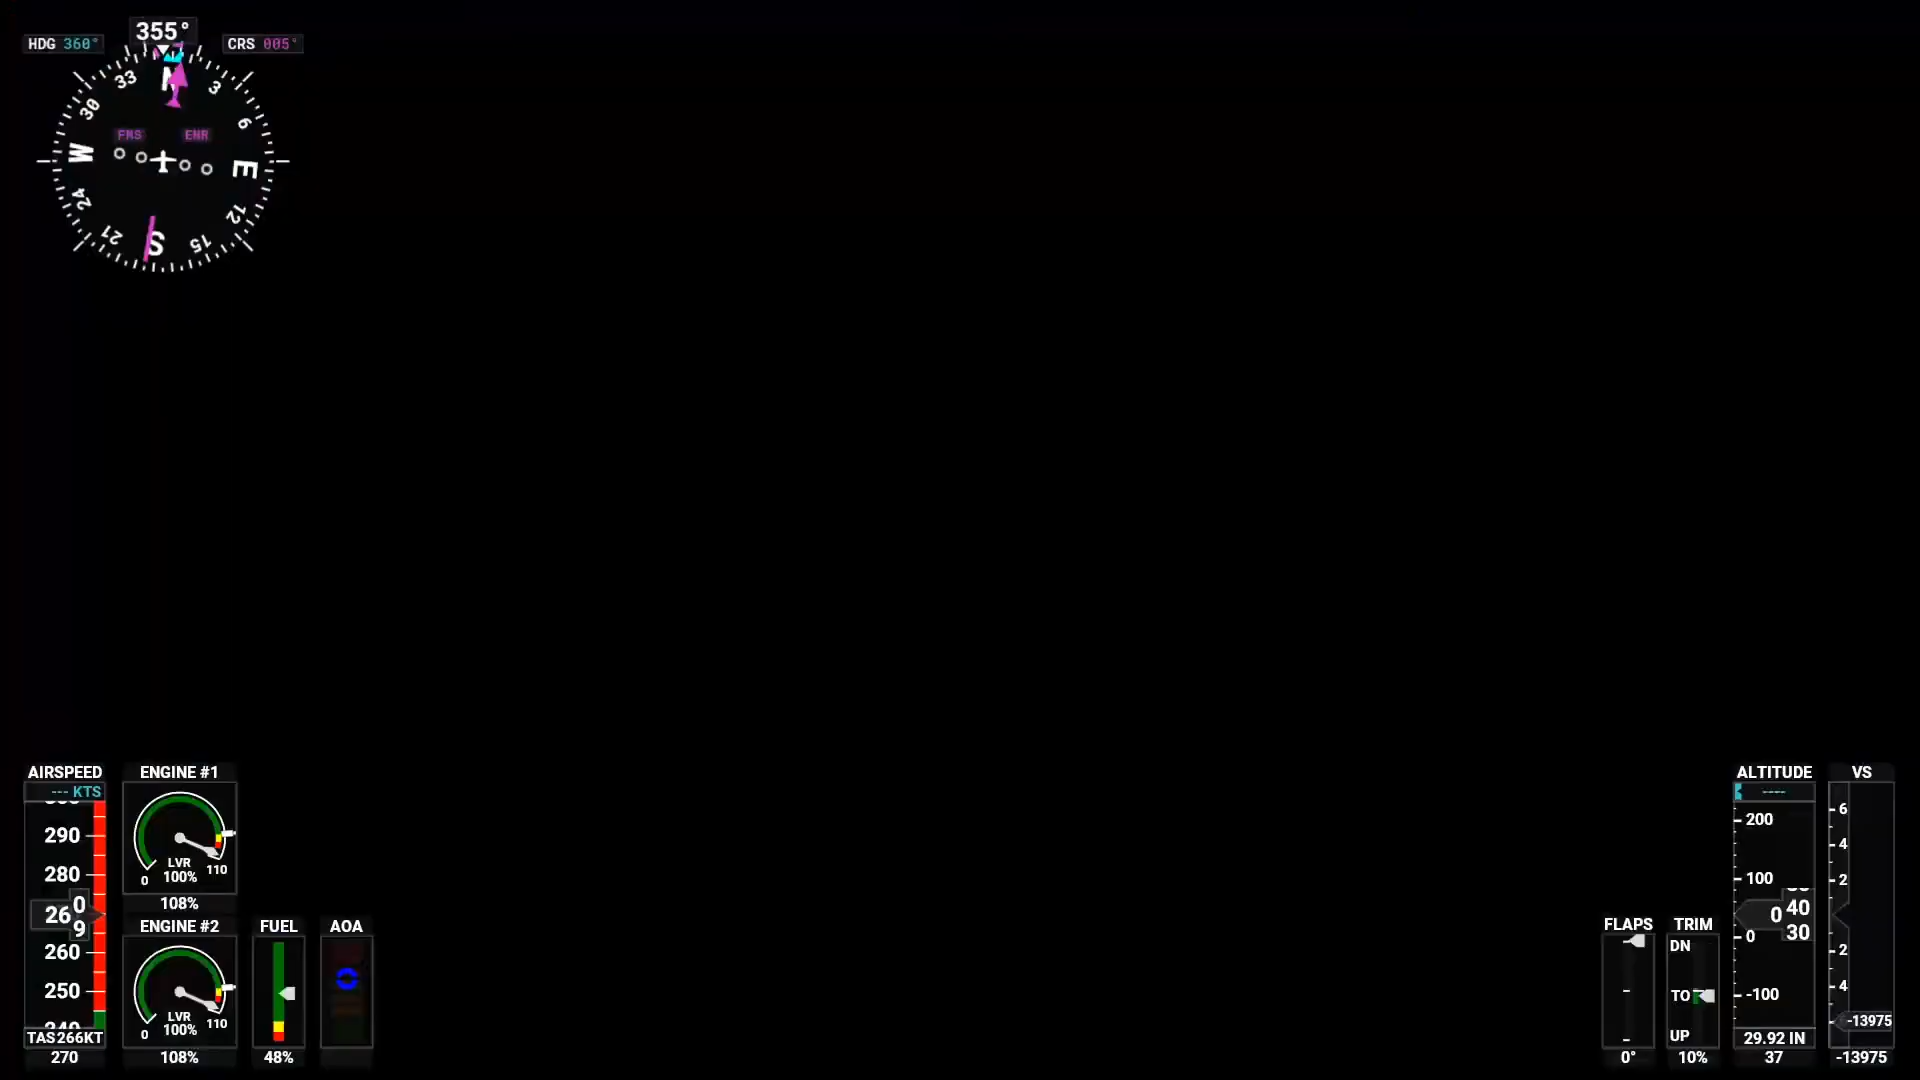 355°
HDG 360°
CRS 005°
N
33
3
30
6
FMS
ENR
W
E
24
12
21
S
15
AIRSPEED
--- KTS
290
280
26
0
9
260
250
240
TAS266KT
270
ENGINE #1
LVR
100%
0
110
108%
ENGINE #2
LVR
100%
0
110
108%
FUEL
48%
AOA
FLAPS
0°
TRIM
DN
TO
UP
10%
ALTITUDE
----
200
100
0
40
30
0
-100
29.92 IN
37
VS
6
4
2
2
4
-13975
-13975